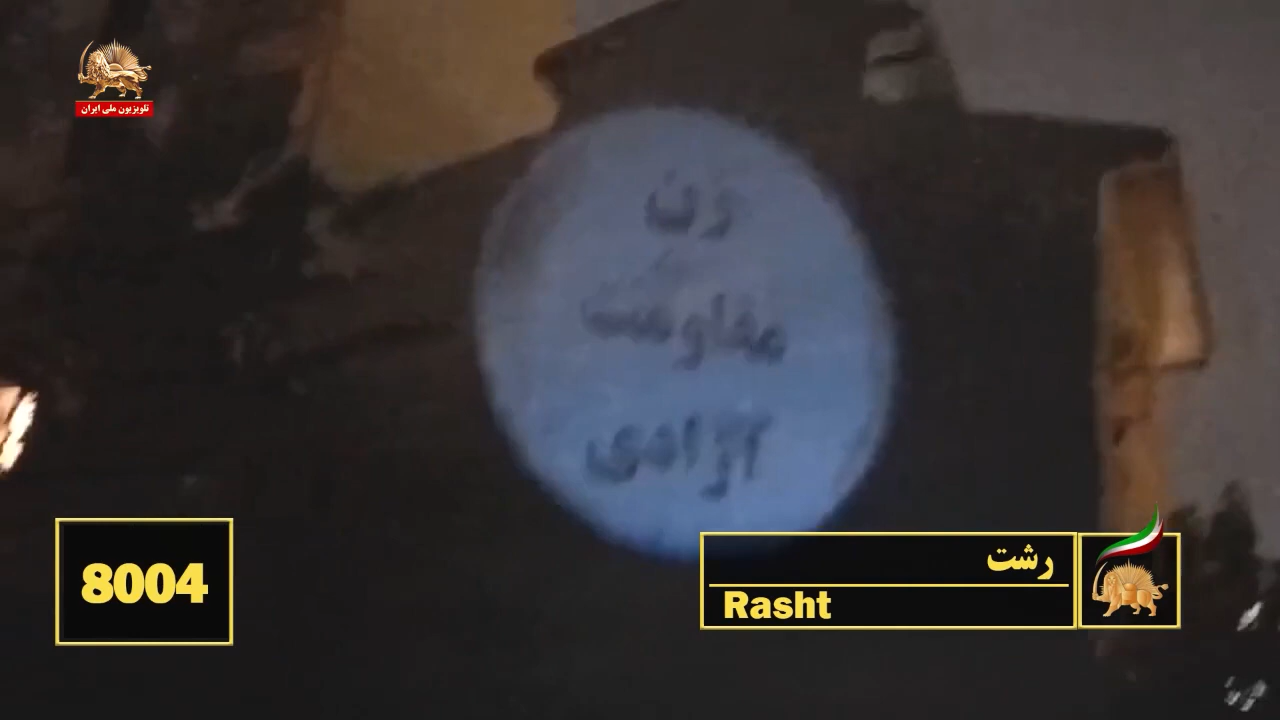 تلویزیون ملی ایران
زن
مقاومت
آزادی
8004
رشت
Rasht